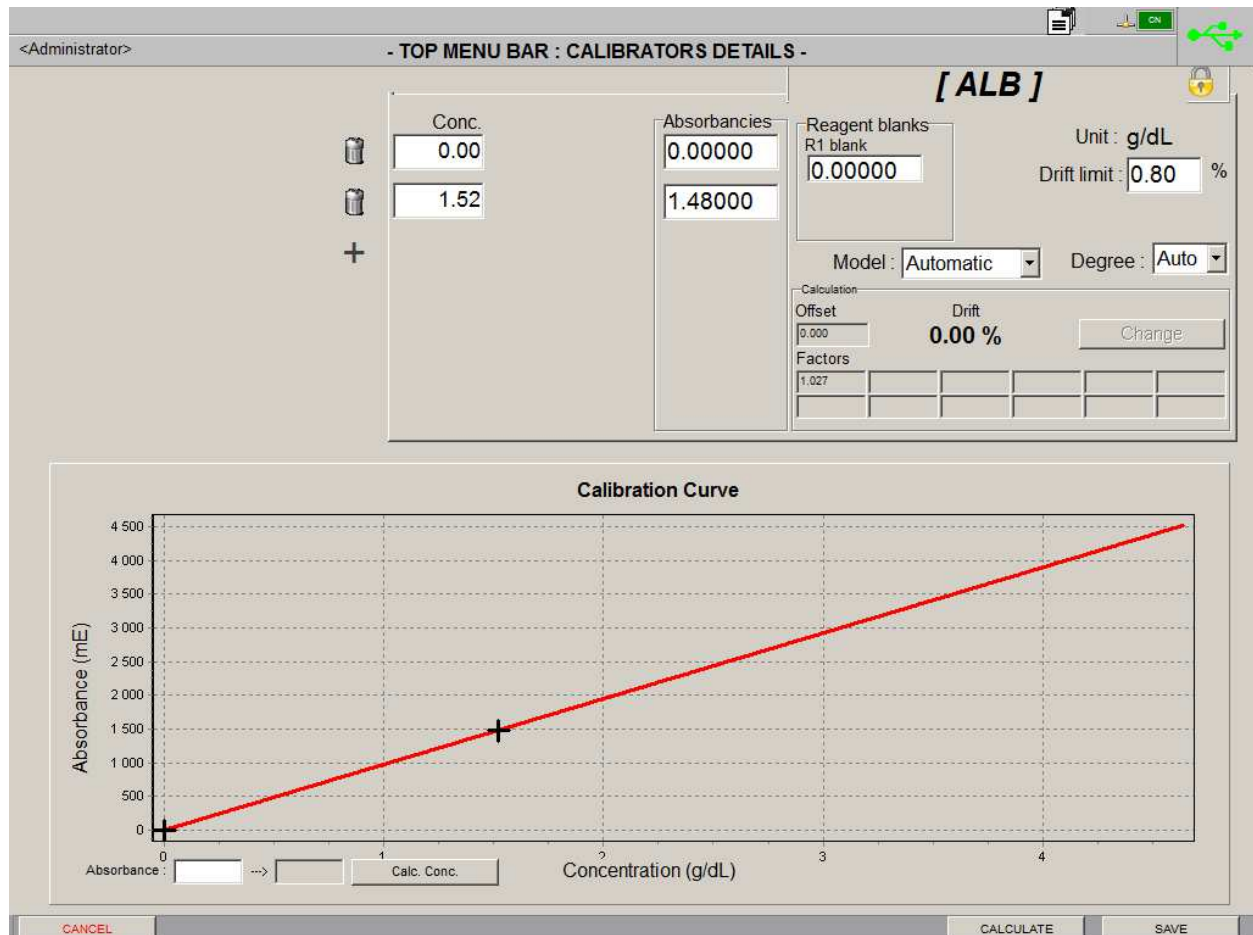 CN
<Administrator>
- TOP MENU BAR : CALIBRATORS DETAILS -
[ ALB ]
Conc.
Absorbancies
Reagent blanks
R1 blank
Unit : g/dL
0.00
0.00000
0.00000
Drift limit : 0.80 %
1.52
1.48000
+
Model : Automatic
Degree : Auto
Calculation
Offset
Drift
0.000
0.00 %
Change
Factors
1.027
Calibration Curve
Absorbance (mE)
4 500
4 000
3 500
3 000
2 500
2 000
1 500
1 000
500
0
0 1 2 3 4
Absorbance : ---> Calc. Conc.
Concentration (g/dL)
CANCEL
CALCULATE
SAVE